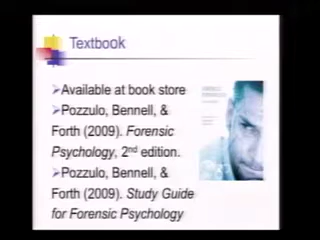 Textbook
➢Available at book store
➢Pozzulo, Bennell, &
Forth (2009). Forensic
Psychology, 2nd edition.
➢Pozzulo, Bennell, &
Forth (2009). Study Guide
for Forensic Psychology